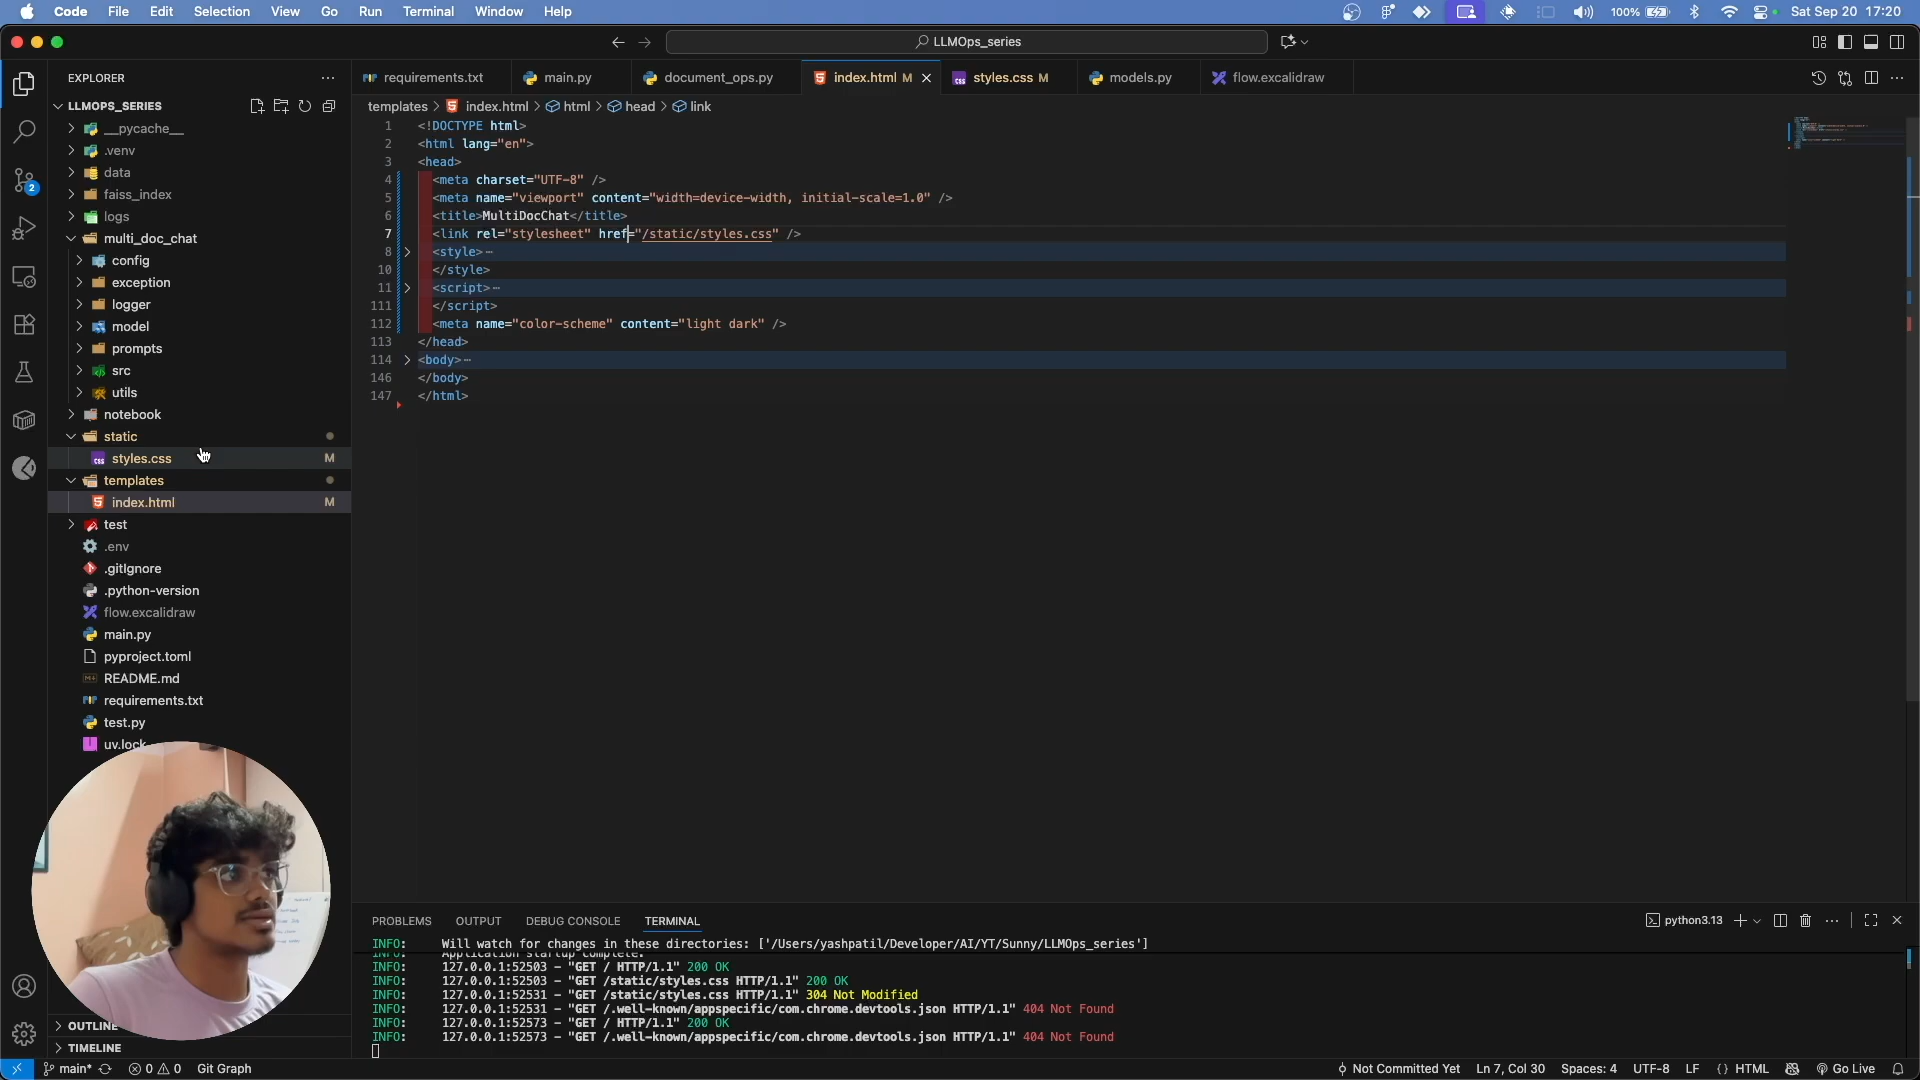 Code File Edit Selection View Go Run Terminal Window Help 100% Sat Sep 20 17:20
LLMOps_series
EXPLORER
requirements.txt main.py document_ops.py index.html M styles.css M models.py flow.excalidraw
LLMOPS_SERIES
templates > index.html > html > head > link
__pycache__
.venv
data
faiss_index
logs
multi_doc_chat
config
exception
logger
model
prompts
src
utils
notebook
static
styles.css M
templates
index.html M
test
.env
.gitIgnore
.python-version
flow.excalidraw
main.py
pyproject.toml
README.md
requirements.txt
test.py
uv.lock
OUTLINE
TIMELINE
2
1 <!DOCTYPE html>
2 <html lang="en">
3 <head>
4 <meta charset="UTF-8" />
5 <meta name="viewport" content="width=device-width, initial-scale=1.0" />
6 <title>MultiDocChat</title>
7 <link rel="stylesheet" href="/static/styles.css" />
8 <style>⋯
10 </style>
11 <script>⋯
111 </script>
112 <meta name="color-scheme" content="light dark" />
113 </head>
114 <body>⋯
146 </body>
147 </html>
PROBLEMS OUTPUT DEBUG CONSOLE TERMINAL python3.13
INFO: Will watch for changes in these directories: ['/Users/yashpatil/Developer/AI/YT/Sunny/LLMOps_series']
INFO: Application startup complete.
INFO: 127.0.0.1:52503 - "GET / HTTP/1.1" 200 OK
INFO: 127.0.0.1:52503 - "GET /static/styles.css HTTP/1.1" 200 OK
INFO: 127.0.0.1:52531 - "GET /static/styles.css HTTP/1.1" 304 Not Modified
INFO: 127.0.0.1:52531 - "GET /.well-known/appspecific/com.chrome.devtools.json HTTP/1.1" 404 Not Found
INFO: 127.0.0.1:52573 - "GET / HTTP/1.1" 200 OK
INFO: 127.0.0.1:52573 - "GET /.well-known/appspecific/com.chrome.devtools.json HTTP/1.1" 404 Not Found
main* 0 0 Git Graph Not Committed Yet Ln 7, Col 30 Spaces: 4 UTF-8 LF {} HTML Go Live